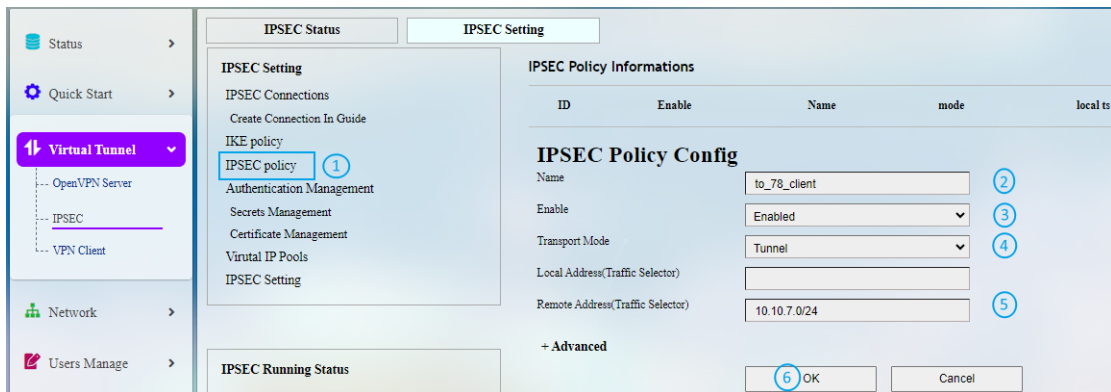 Status
Quick Start
Virtual Tunnel
OpenVPN Server
IPSEC
VPN Client
Network
Users Manage
IPSEC Status
IPSEC Setting
IPSEC Setting
IPSEC Connections
Create Connection In Guide
IKE policy
IPSEC policy 1
Authentication Management
Secrets Management
Certificate Management
Virutal IP Pools
IPSEC Setting
IPSEC Running Status
IPSEC Policy Informations
ID Enable Name mode local ts
IPSEC Policy Config
Name to_78_client 2
Enable Enabled 3
Transport Mode Tunnel 4
Local Address(Traffic Selector)
Remote Address(Traffic Selector) 10.10.7.0/24 5
+ Advanced
6 OK Cancel